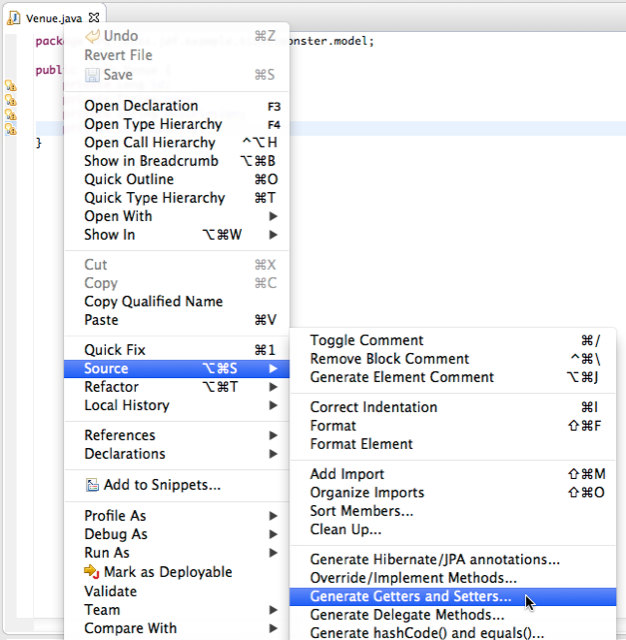 Venue.java
packa
onster.model;
publ
}
Undo ⌘Z
Revert File
Save ⌘S
Open Declaration F3
Open Type Hierarchy F4
Open Call Hierarchy ^⌥H
Show in Breadcrumb ⌥⌘B
Quick Outline ⌘O
Quick Type Hierarchy ⌘T
Open With ▶
Show In ⌥⌘W ▶
Cut ⌘X
Copy ⌘C
Copy Qualified Name
Paste ⌘V
Quick Fix ⌘1
Source ⌥⌘S ▶
Refactor ⌥⌘T ▶
Local History ▶
References ▶
Declarations ▶
Add to Snippets...
Profile As ▶
Debug As ▶
Run As ▶
Mark as Deployable
Validate
Team ▶
Compare With ▶
Toggle Comment ⌘/
Remove Block Comment ^⌘\
Generate Element Comment ⌥⌘J
Correct Indentation ⌘I
Format ⇧⌘F
Format Element
Add Import ⇧⌘M
Organize Imports ⇧⌘O
Sort Members...
Clean Up...
Generate Hibernate/JPA annotations...
Override/Implement Methods...
Generate Getters and Setters...
Generate Delegate Methods...
Generate hashCode() and equals()...